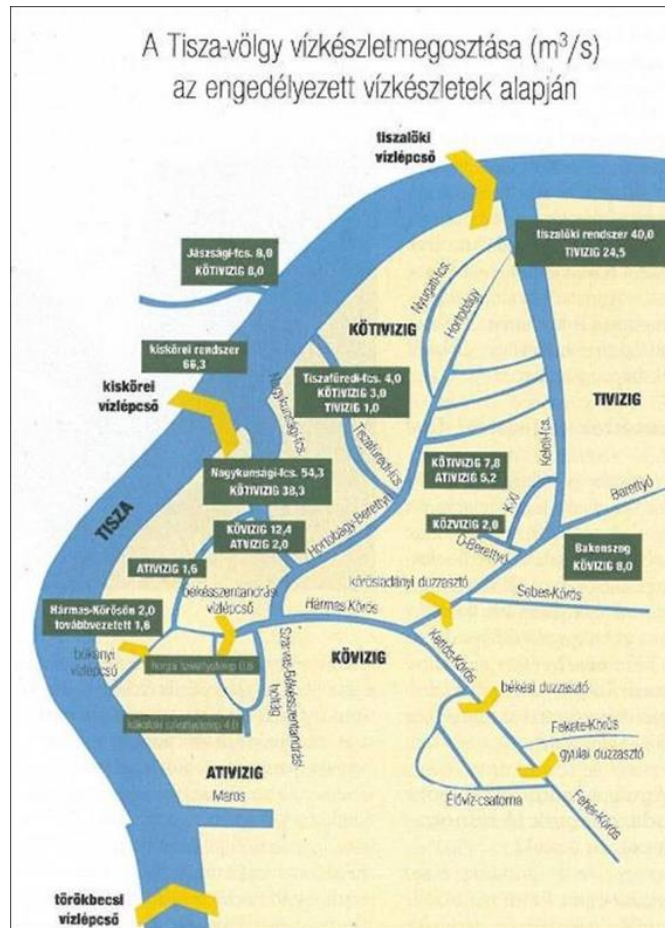 A Tisza-völgy vízkészletmegosztása (m³/s)
az engedélyezett vízkészletek alapján
tiszalöki
vízlépcső
tiszalöki rendszer 40,0
TIVIZIG 24,5
Jászsági-fcs. 8,0
KÖTIVIZIG 8,0
Nyugati-fcs.
Hortobágy
KÖTIVIZIG
kiskörei rendszer
66,3
Tiszafüredi-fcs. 4,0
KÖTIVIZIG 3,0
TIVIZIG 1,0
kiskörei
vízlépcső
Nagykunsági-fcs.
Tiszafüredi-fcs.
Keleti-fcs.
TIVIZIG
Nagykunsági-fcs. 54,3
KÖTIVIZIG 38,3
KÖTIVIZIG 7,8
ATIVIZIG 5,2
TISZA
KÖVIZIG 12,4
ATVIZIG 2,0
Hortobágy-Berettyó
KÖZVIZIG 2,0
K.XI
Berettyó
D-Berettyó
Bakonszeg
KÖVIZIG 8,0
ATIVIZIG 1,6
békésszentandrási
vízlépcső
körösladányi duzzasztó
Hármas-Körös
Sebes-Körös
Hármas-Körösön 2,0
továbbvezetett 1,6
bökényi
vízlépcső
KÖVIZIG
Kettős-Körös
Szarvas-Békésszentandrási-
holtág
békési duzzasztó
Fekete-Körös
gyulai duzzasztó
ATIVIZIG
Maros
Élővíz-csatorna
Fehér-Körös
törökbecsi
vízlépcső